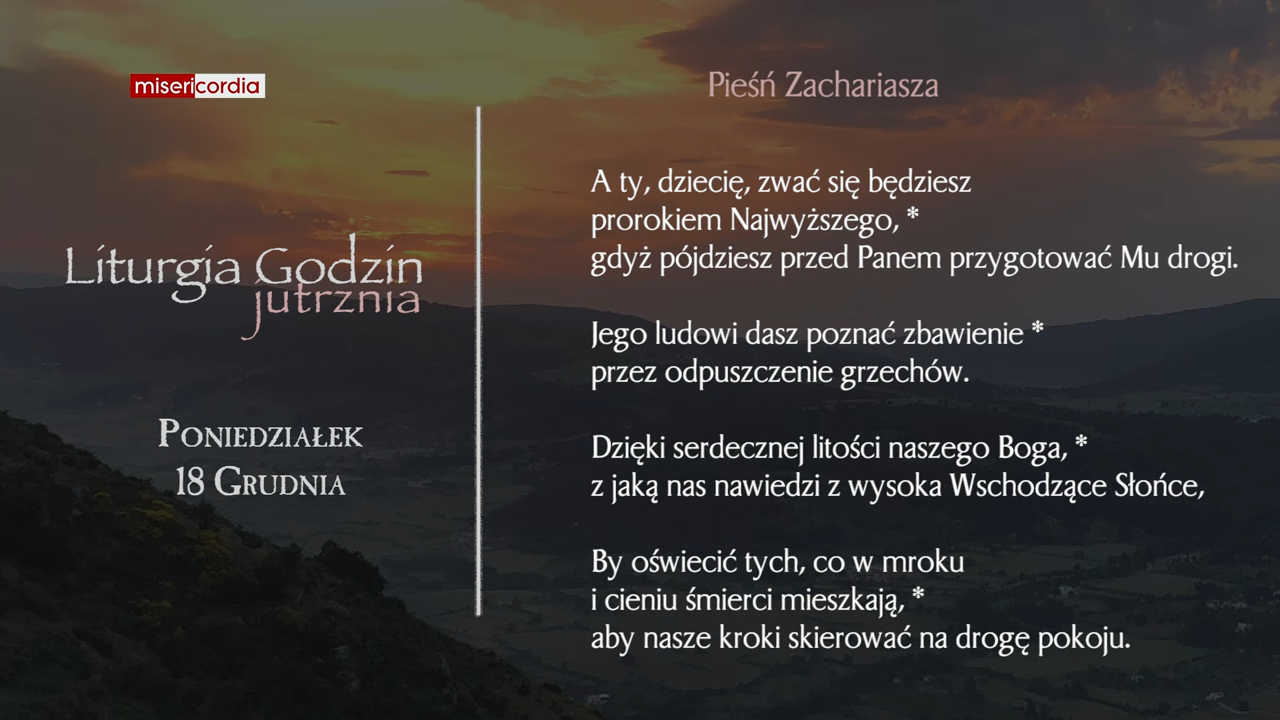 misericordia
Liturgia Godzin
jutrznia
Poniedziałek
18 Grudnia
Pieśń Zachariasza
A ty, dziecię, zwać się będziesz
prorokiem Najwyższego, *
gdyż pójdziesz przed Panem przygotować Mu drogi.
Jego ludowi dasz poznać zbawienie *
przez odpuszczenie grzechów.
Dzięki serdecznej litości naszego Boga, *
z jaką nas nawiedzi z wysoka Wschodzące Słońce,
By oświecić tych, co w mroku
i cieniu śmierci mieszkają, *
aby nasze kroki skierować na drogę pokoju.